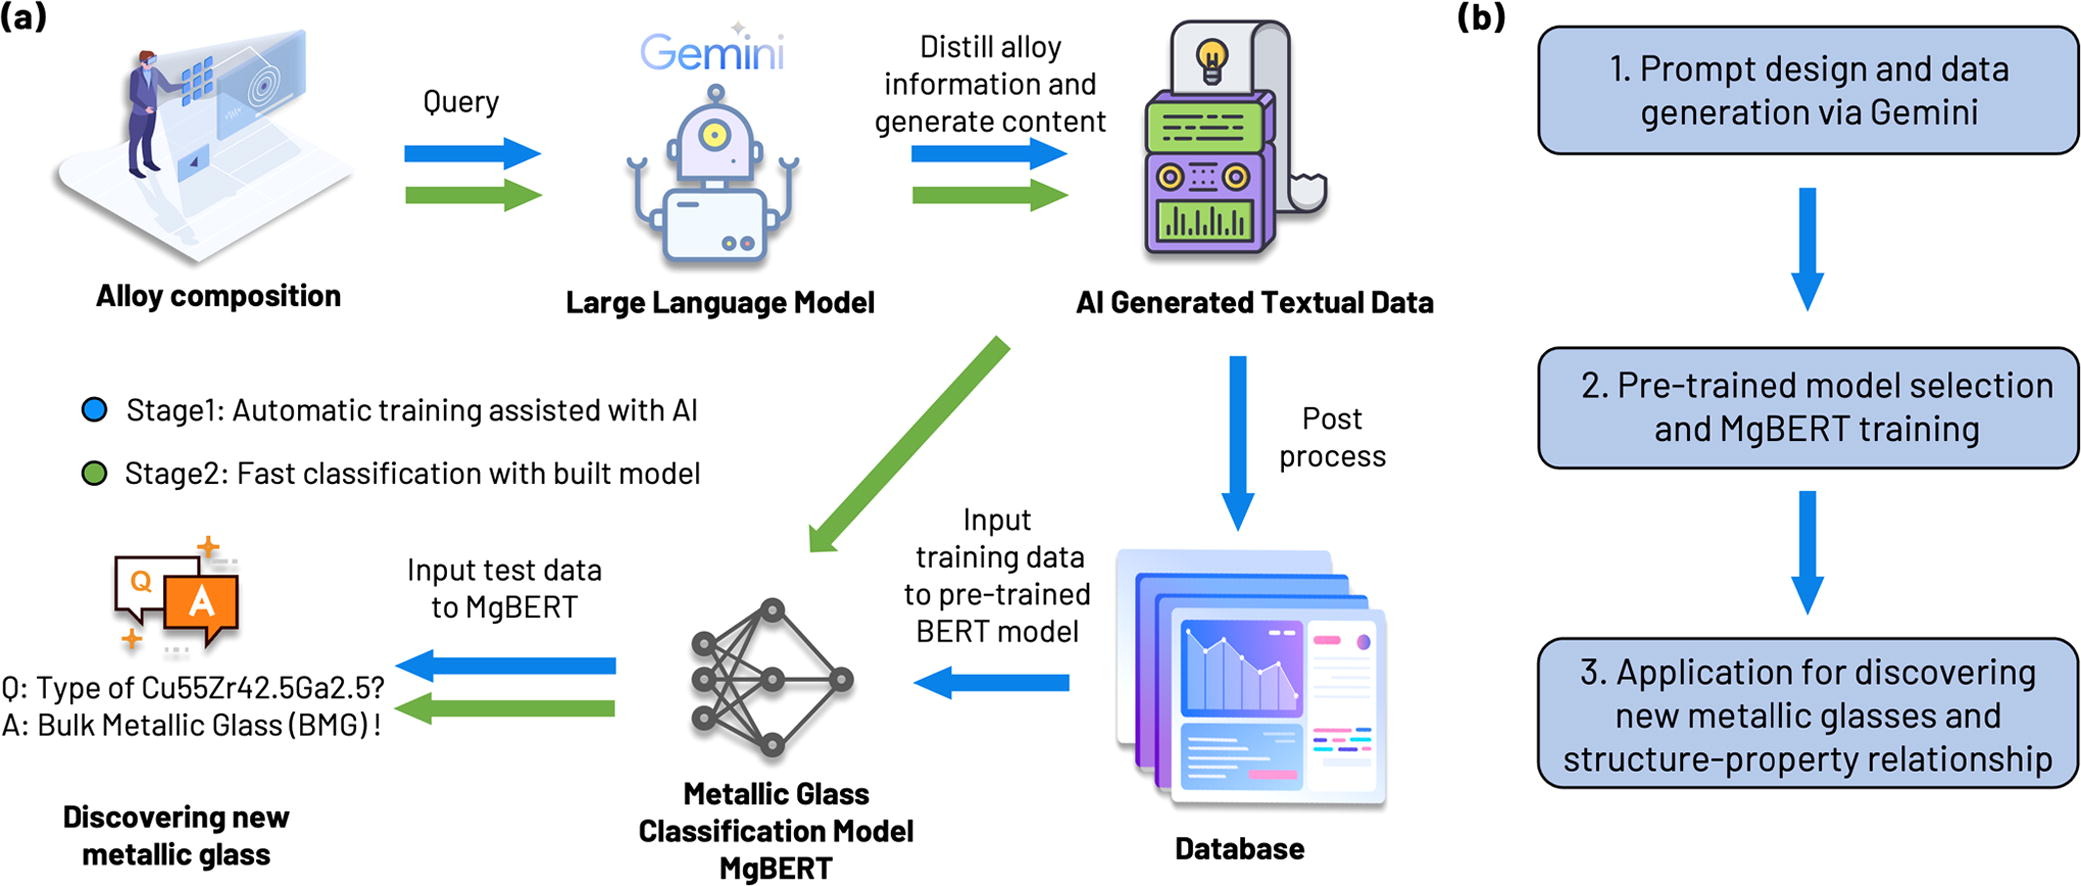 (a)
Gemini
Query
Distill alloy
information and
generate content
Alloy composition
Large Language Model
AI Generated Textual Data
Stage1: Automatic training assisted with AI
Stage2: Fast classification with built model
Post
process
Input
training data
to pre-trained
BERT model
Input test data
to MgBERT
Q
A
Q: Type of Cu55Zr42.5Ga2.5?
A: Bulk Metallic Glass (BMG) !
Discovering new
metallic glass
Metallic Glass
Classification Model
MgBERT
Database
(b)
1. Prompt design and data
generation via Gemini
2. Pre-trained model selection
and MgBERT training
3. Application for discovering
new metallic glasses and
structure-property relationship